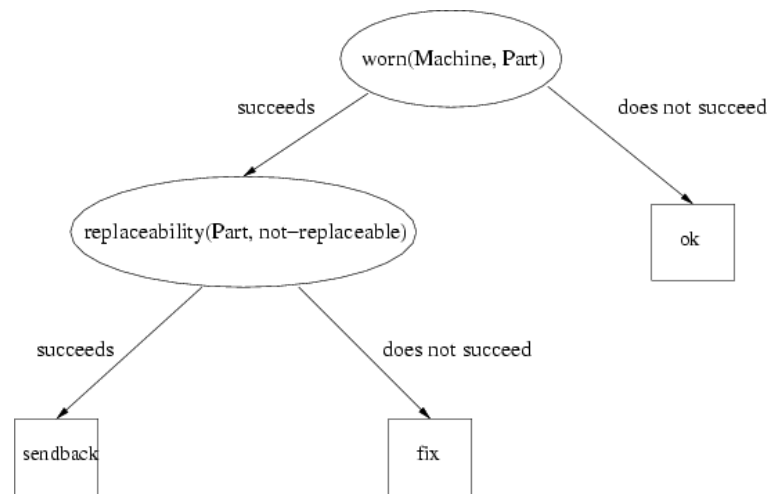 worn(Machine, Part)
succeeds
does not succeed
replaceability(Part, not-replaceable)
ok
succeeds
does not succeed
sendback
fix